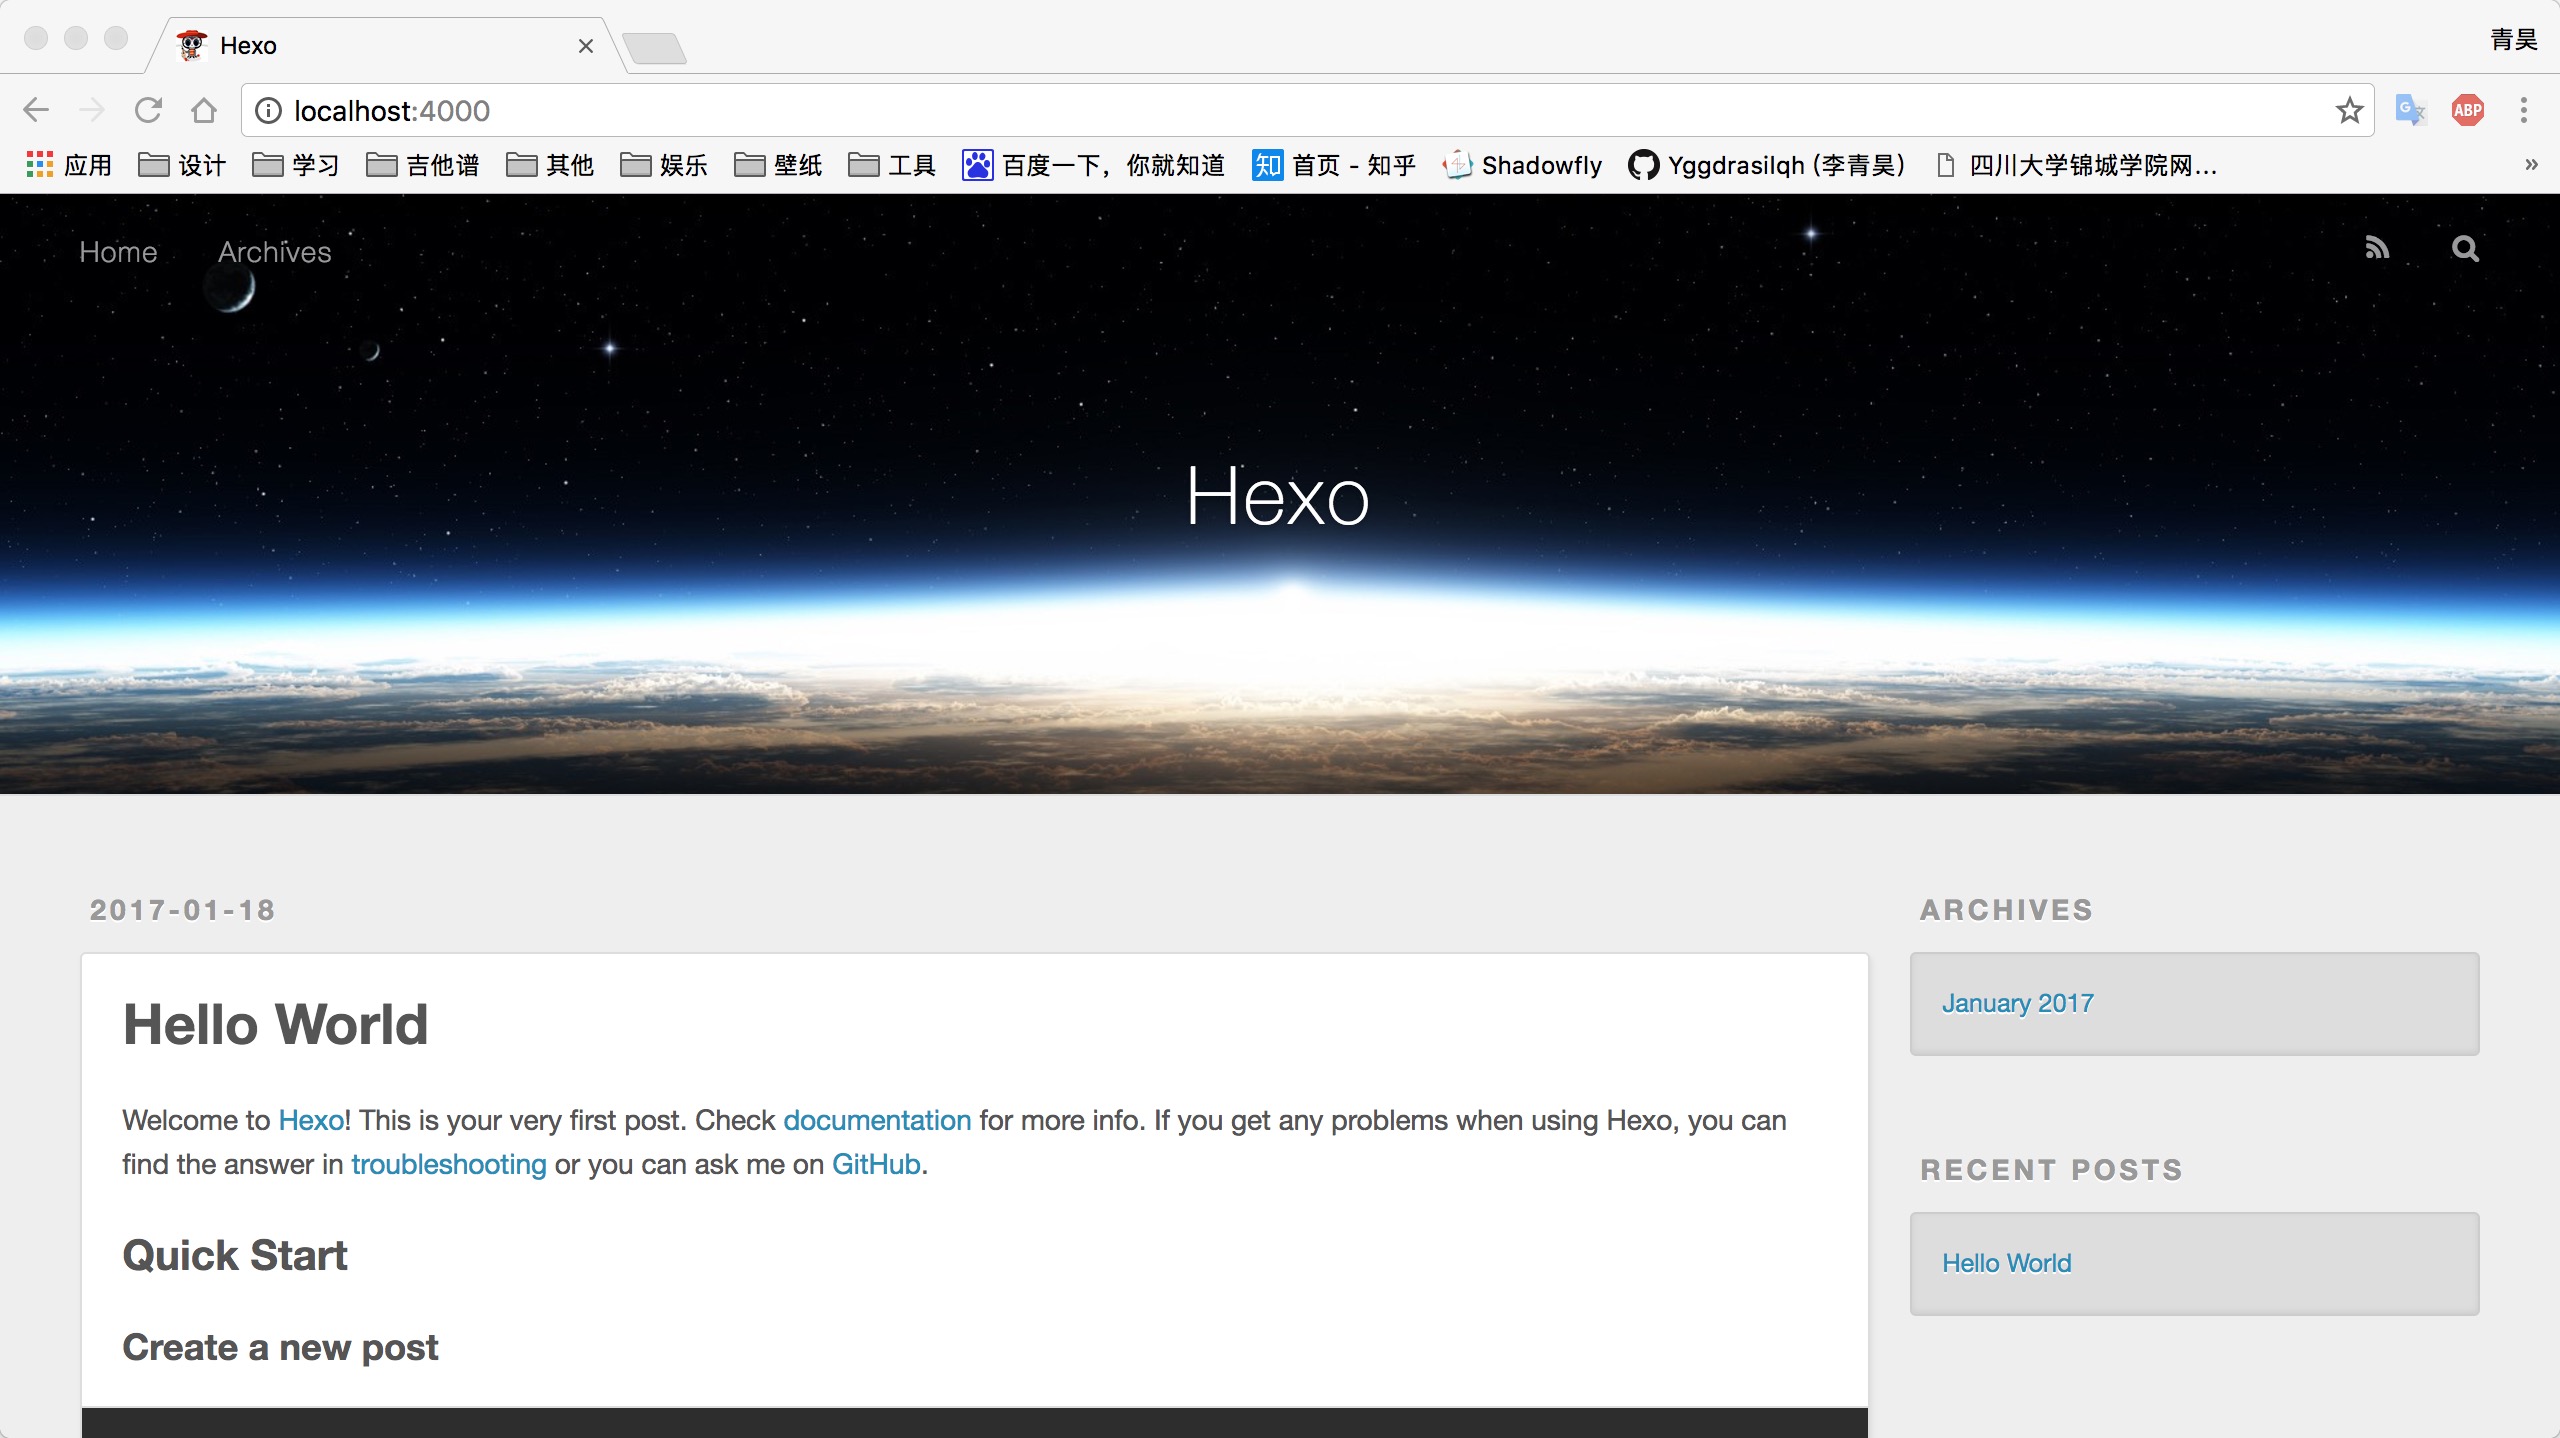 Hexo
青昊
localhost:4000
ABP
应用 设计 学习 吉他谱 其他 娱乐 壁纸 工具 百度一下，你就知道 知 首页 - 知乎 Shadowfly Yggdrasilqh (李青昊) 四川大学锦城学院网... »
Home Archives
Hexo
2017-01-18
Hello World
Welcome to Hexo! This is your very first post. Check documentation for more info. If you get any problems when using Hexo, you can
find the answer in troubleshooting or you can ask me on GitHub.
Quick Start
Create a new post
ARCHIVES
January 2017
RECENT POSTS
Hello World